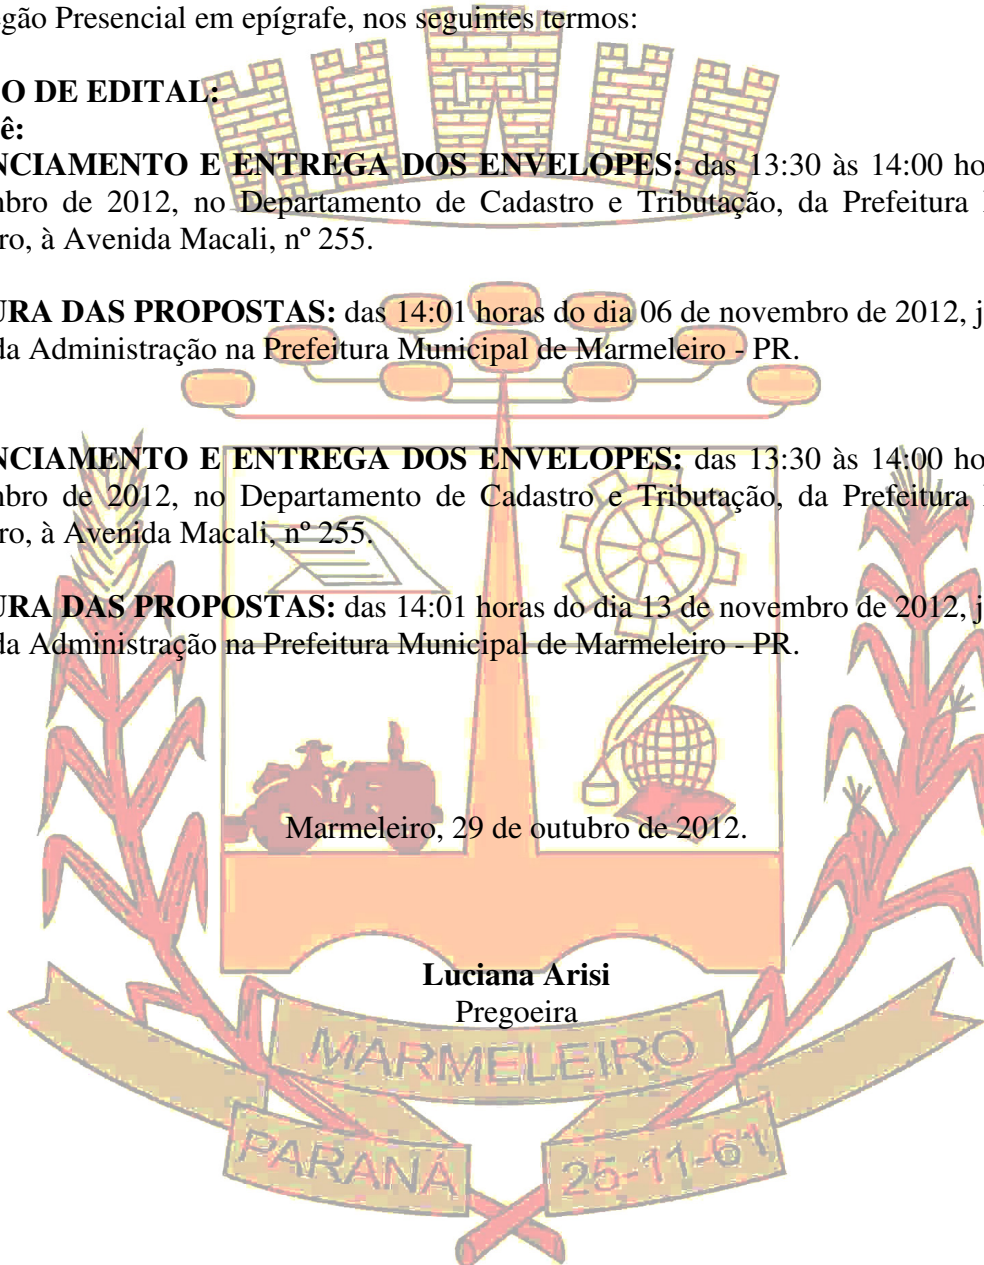 gão Presencial em epígrafe, nos seguintes termos:
O DE EDITAL:
ê:
NCIAMENTO E ENTREGA DOS ENVELOPES: das 13:30 às 14:00 ho
bro de 2012, no Departamento de Cadastro e Tributação, da Prefeitura
ro, à Avenida Macali, nº 255.
URA DAS PROPOSTAS: das 14:01 horas do dia 06 de novembro de 2012, j
da Administração na Prefeitura Municipal de Marmeleiro - PR.
NCIAMENTO E ENTREGA DOS ENVELOPES: das 13:30 às 14:00 ho
bro de 2012, no Departamento de Cadastro e Tributação, da Prefeitura
ro, à Avenida Macali, nº 255.
URA DAS PROPOSTAS: das 14:01 horas do dia 13 de novembro de 2012, j
da Administração na Prefeitura Municipal de Marmeleiro - PR.
Marmeleiro, 29 de outubro de 2012.
Luciana Arisi
Pregoeira
MARMELEIRO
PARANÁ
25-11-61